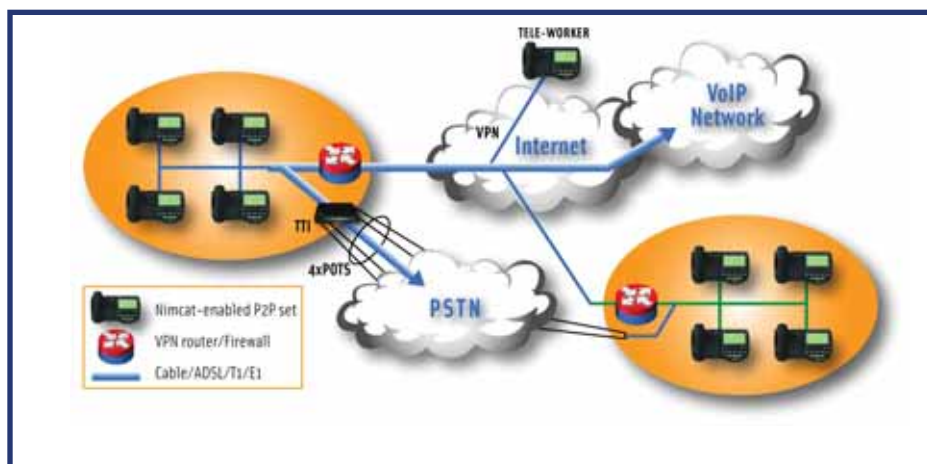 TELE-WORKER
VoIP
Network
VPN
Internet
TTI
4xPOTS
PSTN
Nimcat-enabled P2P set
VPN router/Firewall
Cable/ADSL/T1/E1